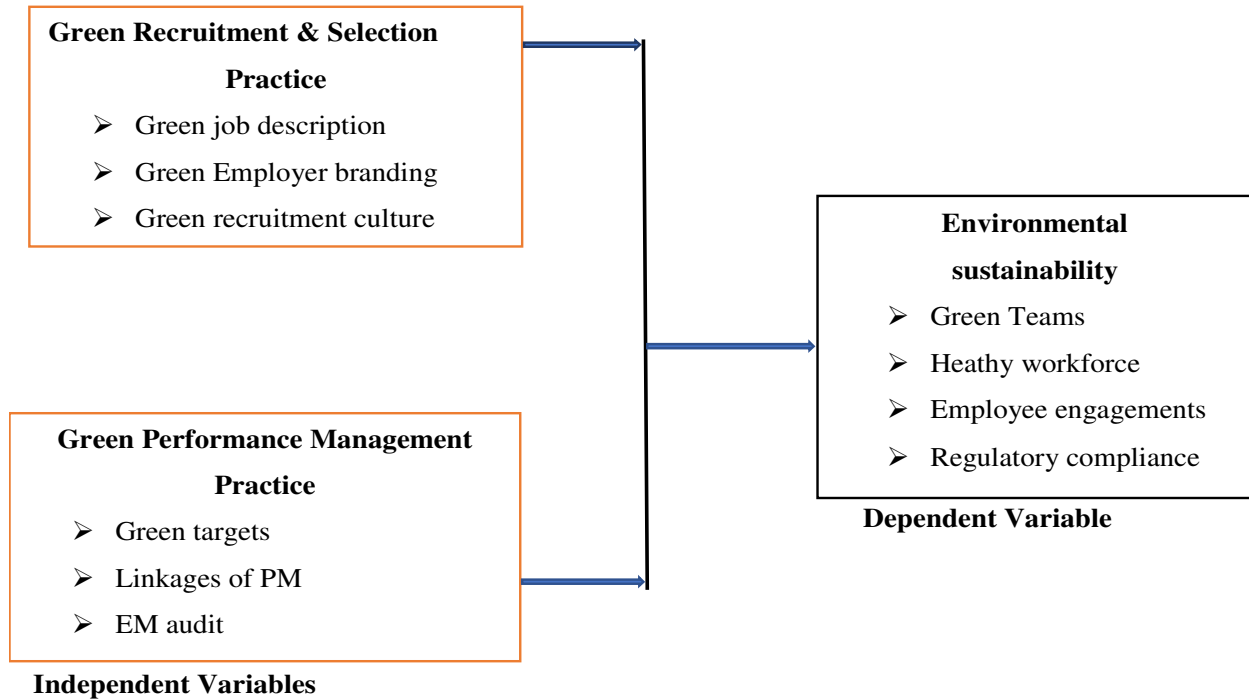 Green Recruitment & Selection
Practice
➢ Green job description
➢ Green Employer branding
➢ Green recruitment culture
Green Performance Management
Practice
➢ Green targets
➢ Linkages of PM
➢ EM audit
Independent Variables
Environmental
sustainability
➢ Green Teams
➢ Heathy workforce
➢ Employee engagements
➢ Regulatory compliance
Dependent Variable